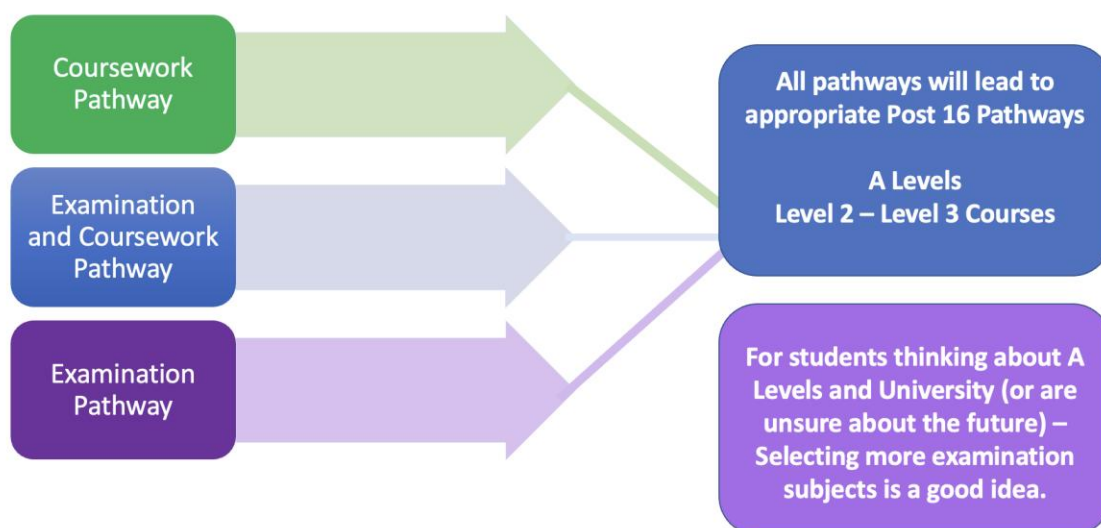 Coursework
Pathway
Examination
and Coursework
Pathway
Examination
Pathway
All pathways will lead to
appropriate Post 16 Pathways
A Levels
Level 2 – Level 3 Courses
For students thinking about A
Levels and University (or are
unsure about the future) –
Selecting more examination
subjects is a good idea.